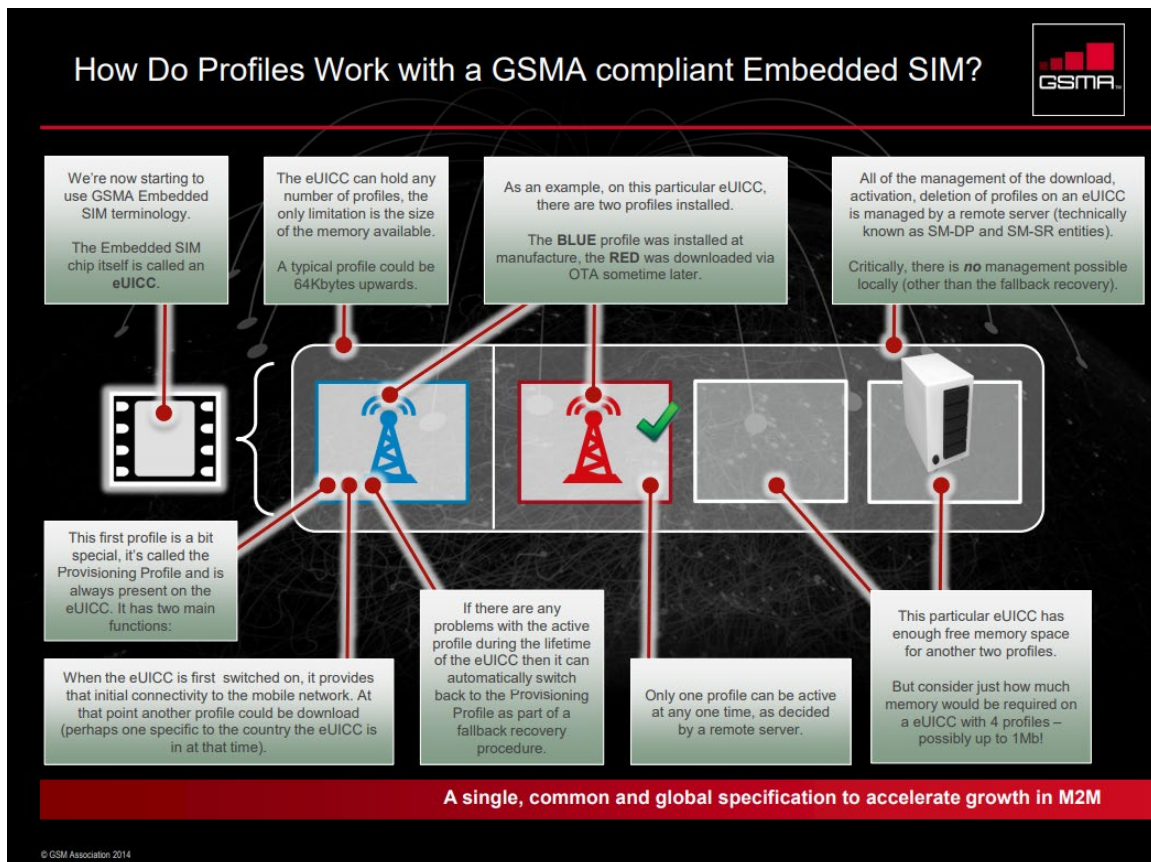 How Do Profiles Work with a GSMA compliant Embedded SIM?
GSMA™
We're now starting to
use GSMA Embedded
SIM terminology.
The Embedded SIM
chip itself is called an
eUICC.
The eUICC can hold any
number of profiles, the
only limitation is the size
of the memory available.
A typical profile could be
64Kbytes upwards.
As an example, on this particular eUICC,
there are two profiles installed.
The BLUE profile was installed at
manufacture, the RED was downloaded via
OTA sometime later.
All of the management of the download,
activation, deletion of profiles on an eUICC
is managed by a remote server (technically
known as SM-DP and SM-SR entities).
Critically, there is no management possible
locally (other than the fallback recovery).
This first profile is a bit
special, it's called the
Provisioning Profile and is
always present on the
eUICC. It has two main
functions:
When the eUICC is first switched on, it provides
that initial connectivity to the mobile network. At
that point another profile could be download
(perhaps one specific to the country the eUICC is
in at that time).
If there are any
problems with the active
profile during the lifetime
of the eUICC then it can
automatically switch
back to the Provisioning
Profile as part of a
fallback recovery
procedure.
Only one profile can be active
at any one time, as decided
by a remote server.
This particular eUICC has
enough free memory space
for another two profiles.
But consider just how much
memory would be required on
a eUICC with 4 profiles –
possibly up to 1Mb!
A single, common and global specification to accelerate growth in M2M
© GSM Association 2014